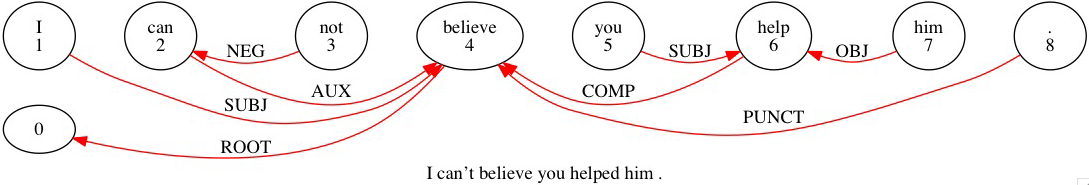 I can not believe you help him .
1 2 3 4 5 6 7 8
NEG SUBJ OBJ
AUX COMP
SUBJ PUNCT
0
ROOT
I can't believe you helped him .